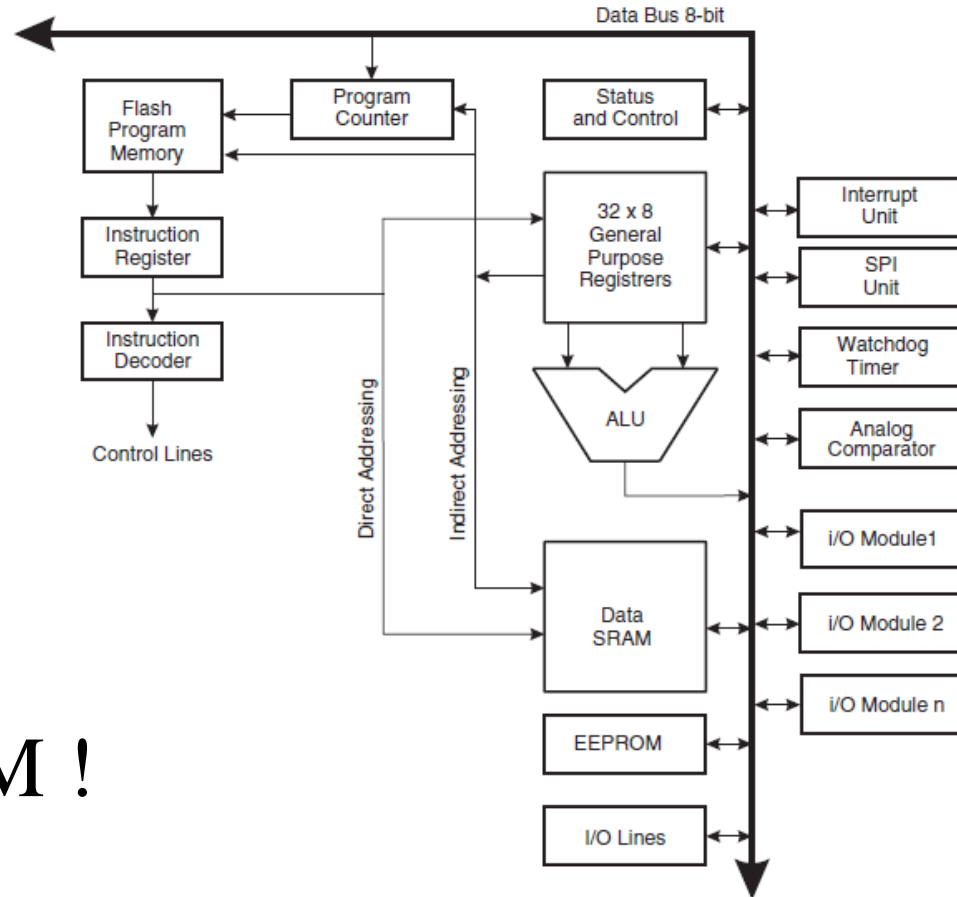 Data Bus 8-bit
Flash
Program
Memory
Program
Counter
Status
and Control
Interrupt
Unit
32 x 8
General
Purpose
Registrers
Instruction
Register
SPI
Unit
Instruction
Decoder
Watchdog
Timer
Direct Addressing
Indirect Addressing
ALU
Analog
Comparator
Control Lines
i/O Module1
Data
SRAM
i/O Module 2
i/O Module n
M !
EEPROM
I/O Lines